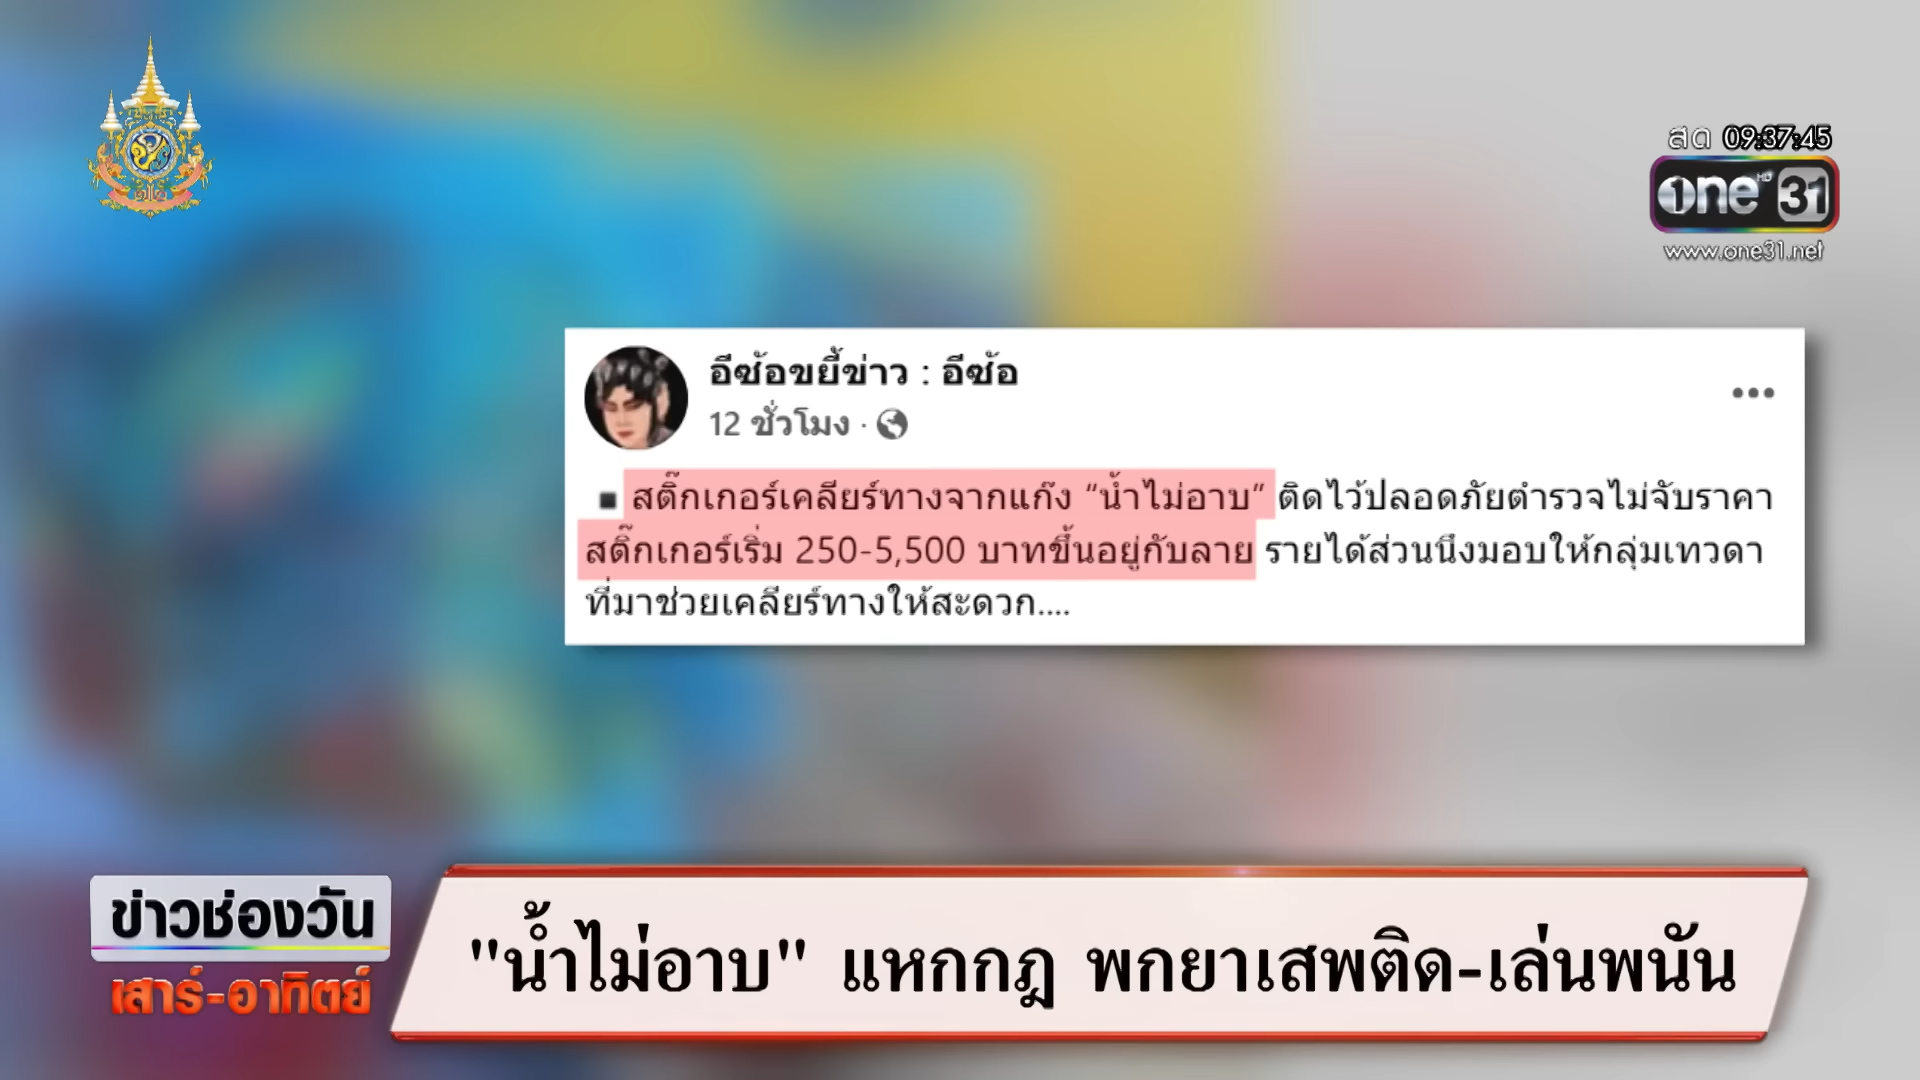 สด 09:37:45
one HD 31
www.one31.net
อีซ้อขยี้ข่าว : อีซ้อ
12 ชั่วโมง ·
▪ สติ๊กเกอร์เคลียร์ทางจากแก๊ง “น้ำไม่อาบ” ติดไว้ปลอดภัยตำรวจไม่จับราคา
สติ๊กเกอร์เริ่ม 250-5,500 บาทขึ้นอยู่กับลาย รายได้ส่วนนึงมอบให้กลุ่มเทวดา
ที่มาช่วยเคลียร์ทางให้สะดวก....
ข่าวช่องวัน
เสาร์-อาทิตย์
"น้ำไม่อาบ" แหกกฎ พกยาเสพติด-เล่นพนัน